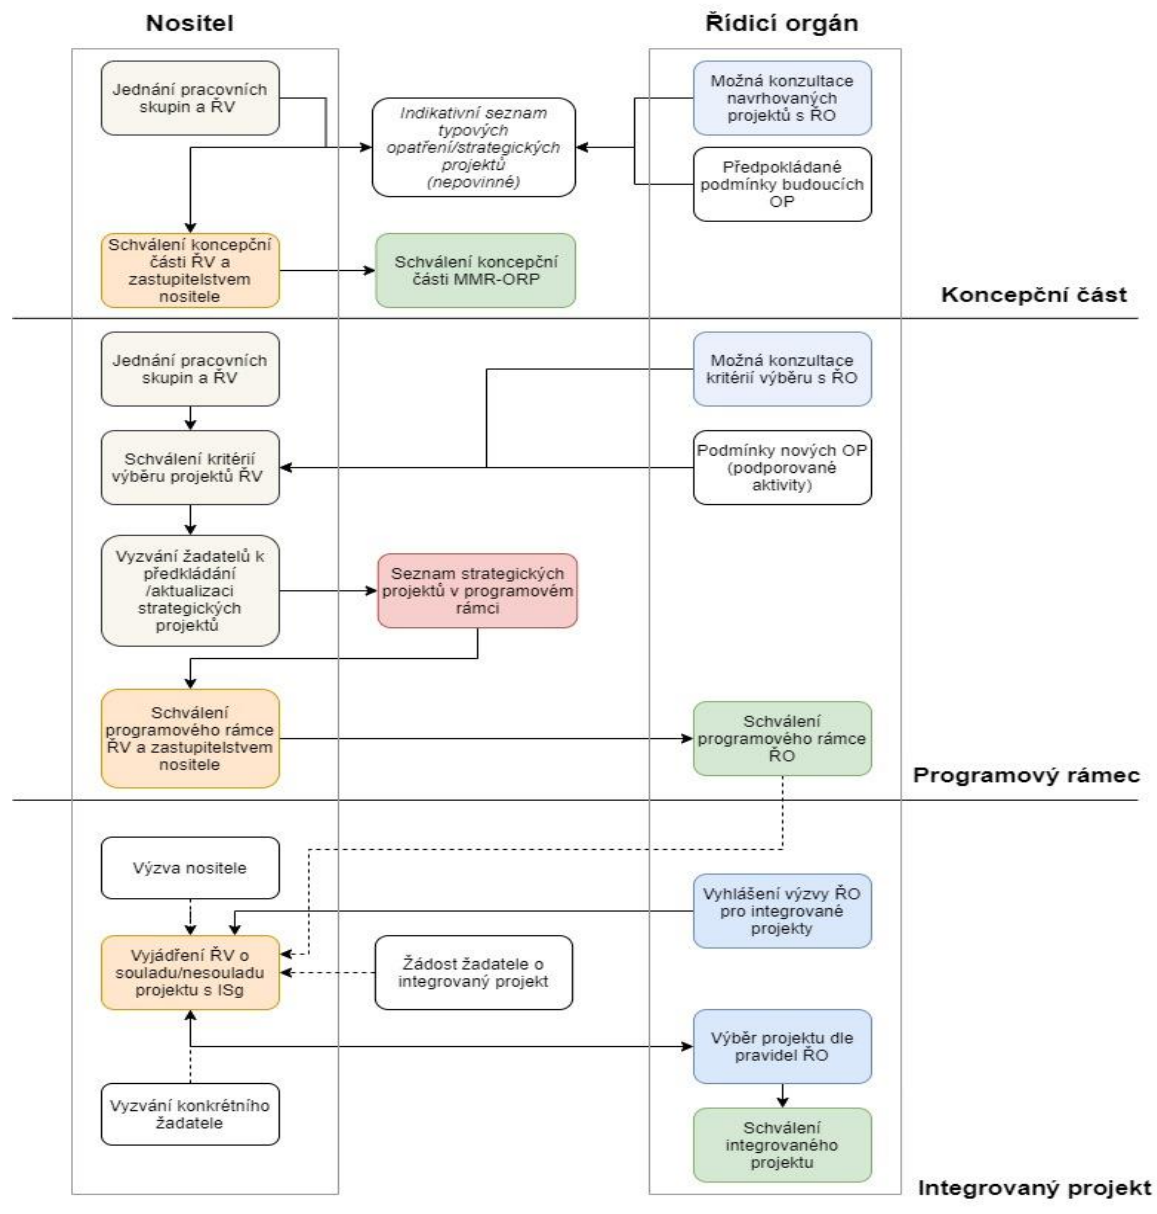 Nositel
Řídicí orgán
Jednání pracovních
skupin a ŘV
Indikativní seznam
typových
opatření/strategických
projektů
(nepovinné)
Možná konzultace
navrhovaných
projektů s ŘO
Předpokládané
podmínky budoucích
OP
Schválení koncepční
části ŘV a
zastupitelstvem
nositele
Schválení koncepční
části MMR-ORP
Koncepční část
Jednání pracovních
skupin a ŘV
Možná konzultace
kritérií výběru s ŘO
Schválení kritérií
výběru projektů ŘV
Podmínky nových OP
(podporované
aktivity)
Vyzvání žadatelů k
předkládání
/aktualizaci
strategických
projektů
Seznam strategických
projektů v programovém
rámci
Schválení
programového rámce
ŘV a zastupitelstvem
nositele
Schválení
programového rámce
ŘO
Programový rámec
Výzva nositele
Vyhlášení výzvy ŘO
pro integrované
projekty
Vyjádření ŘV o
souladu/nesouladu
projektu s ISg
Žádost žadatele o
integrovaný projekt
Výběr projektu dle
pravidel ŘO
Vyzvání konkrétního
žadatele
Schválení
integrovaného
projektu
Integrovaný projekt